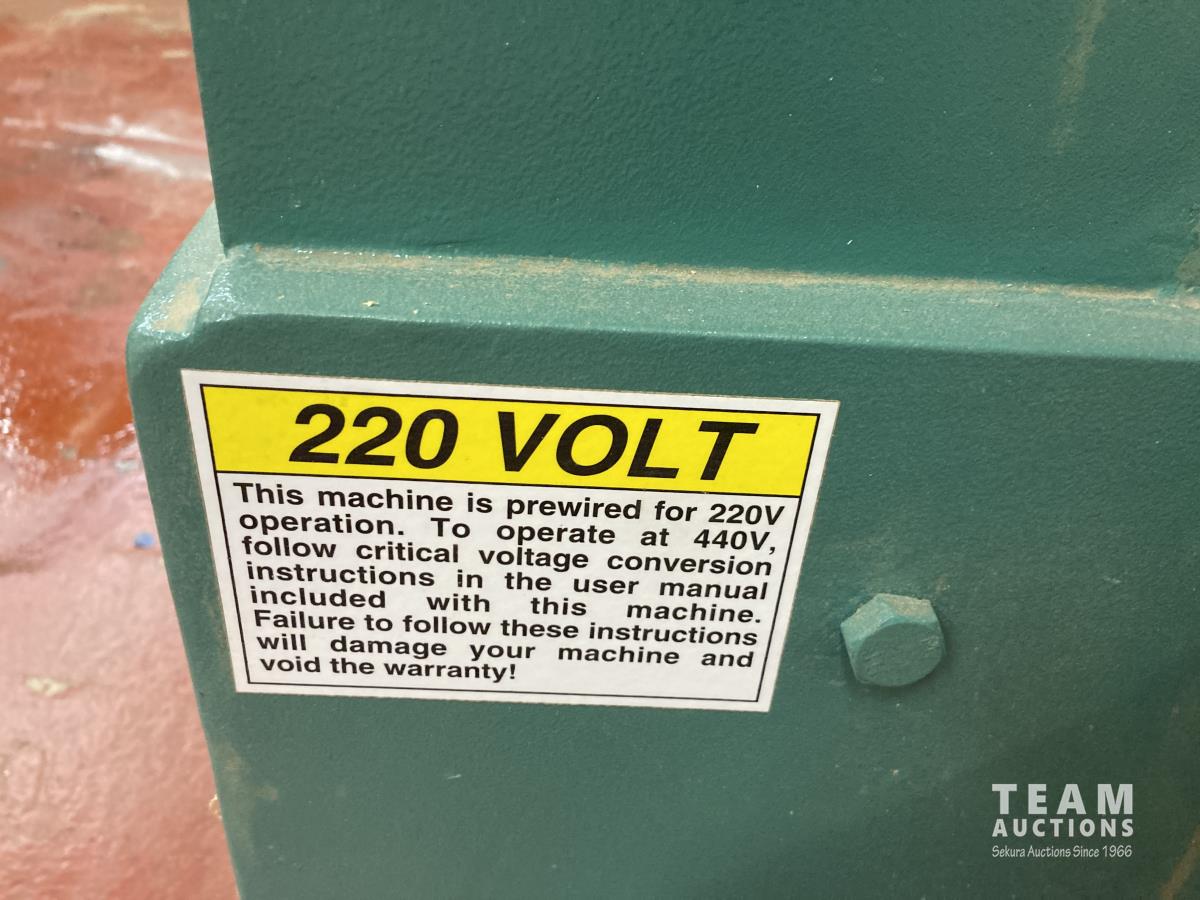 220 VOLT
This machine is prewired for 220V
operation. To operate at 440V,
follow critical voltage conversion
instructions in the user manual
included with this machine.
Failure to follow these instructions
will damage your machine and
void the warranty!
TEAM
AUCTIONS
Sekura Auctions Since 1966